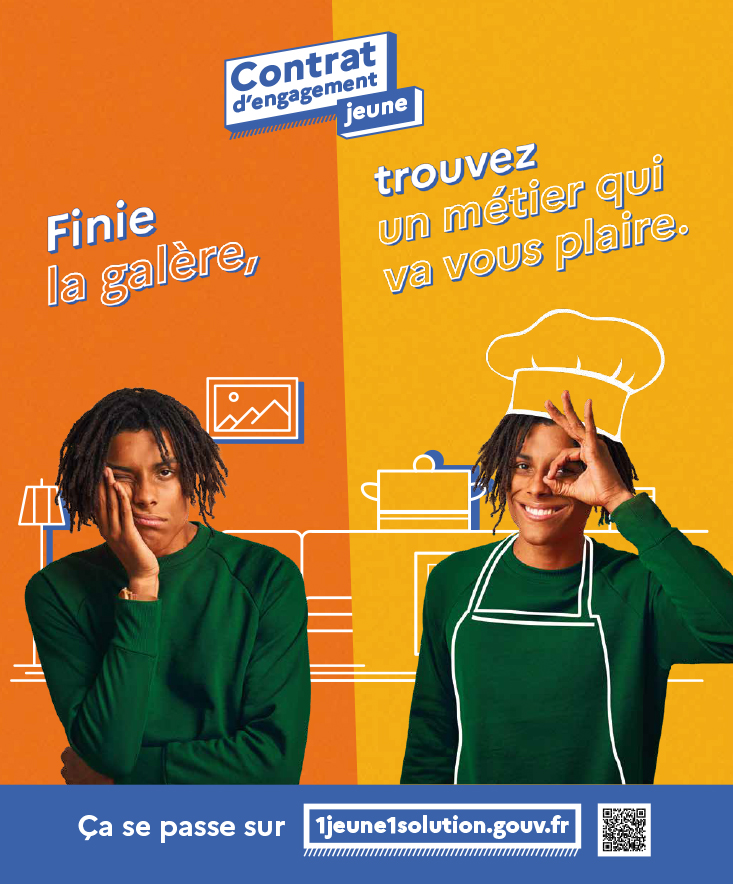 Contrat
d'engagement
jeune
Finie
la galère,
trouvez
un métier qui
va vous plaire.
Ça se passe sur
1jeune1solution.gouv.fr